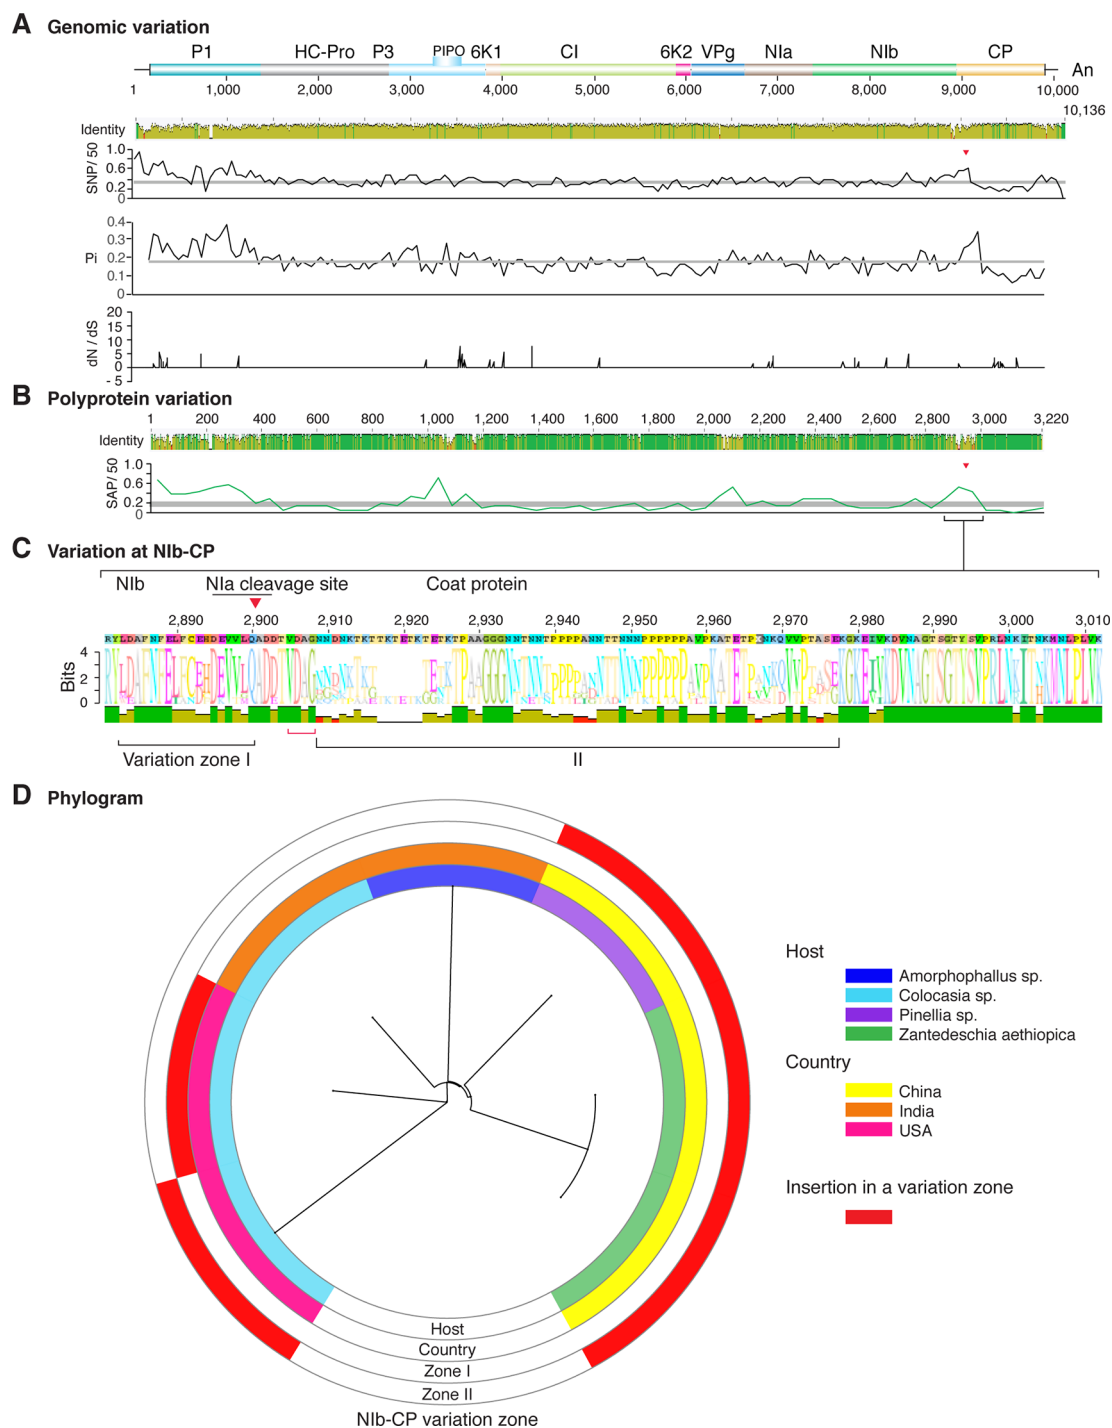 A Genomic variation
P1 HC-Pro P3 PIPO 6K1 CI 6K2 VPg NIa NIb CP
An
1 1,000 2,000 3,000 4,000 5,000 6,000 7,000 8,000 9,000 10,000
10,136
Identity
SNP/ 50
1.0
0.6
0.2
0
Pi
0.4
0.3
0.2
0.1
0
dN / dS
20
15
10
5
0
- 5
B Polyprotein variation
1 200 400 600 800 1,000 1,200 1,400 1,600 1,800 2,000 2,200 2,400 2,600 2,800 3,000 3,220
Identity
SAP/ 50
1.0
0.6
0.2
0
C Variation at NIb-CP
NIb NIa cleavage site Coat protein
2,890 2,900 2,910 2,920 2,930 2,940 2,950 2,960 2,970 2,980 2,990 3,000 3,010
Bits
4
2
0
Variation zone I II
D Phylogram
Host
Amorphophallus sp.
Colocasia sp.
Pinellia sp.
Zantedeschia aethiopica
Country
China
India
USA
Insertion in a variation zone
Host
Country
Zone I
Zone II
NIb-CP variation zone